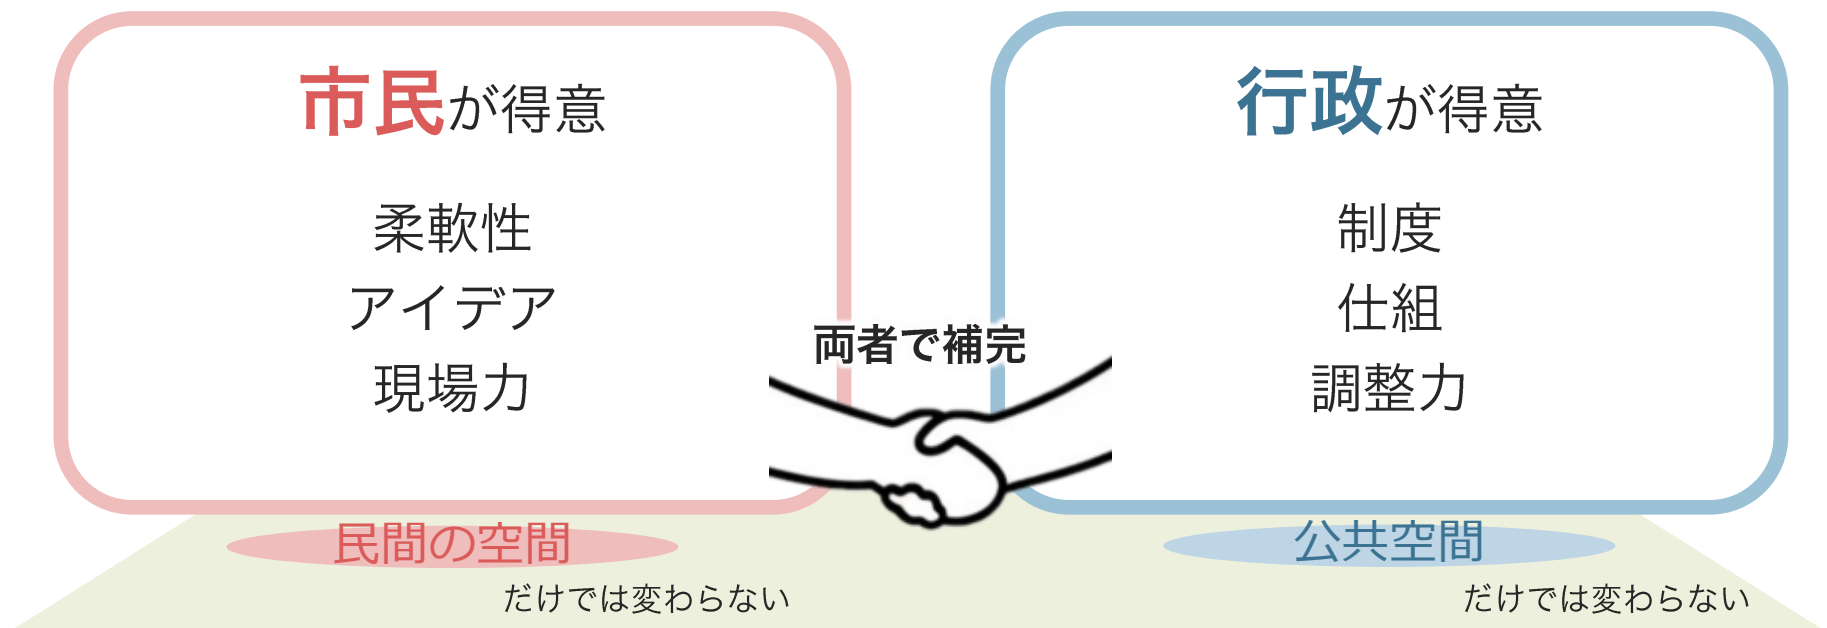 市民が得意
柔軟性
アイデア
現場力
両者で補完
行政が得意
制度
仕組
調整力
民間の空間
だけでは変わらない
公共空間
だけでは変わらない